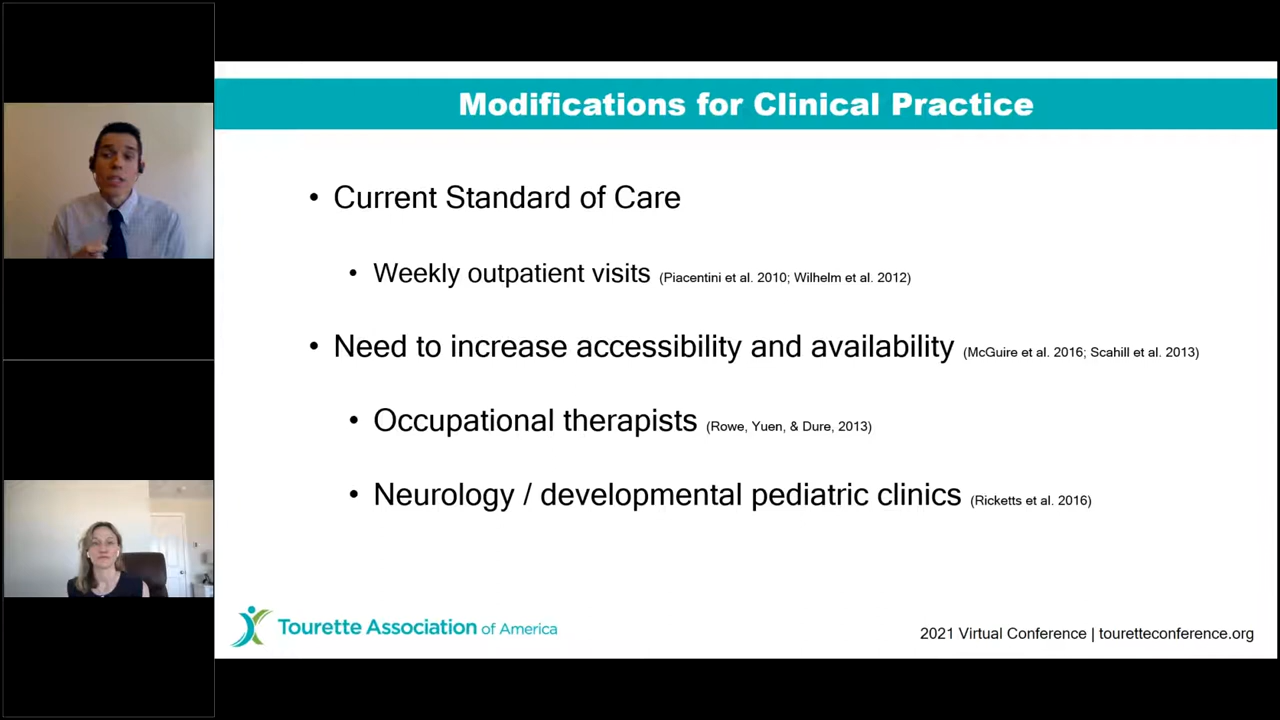 Modifications for Clinical Practice
• Current Standard of Care
• Weekly outpatient visits (Piacentini et al. 2010; Wilhelm et al. 2012)
• Need to increase accessibility and availability (McGuire et al. 2016; Scahill et al. 2013)
• Occupational therapists (Rowe, Yuen, & Dure, 2013)
• Neurology / developmental pediatric clinics (Ricketts et al. 2016)
Tourette Association of America
2021 Virtual Conference | touretteconference.org